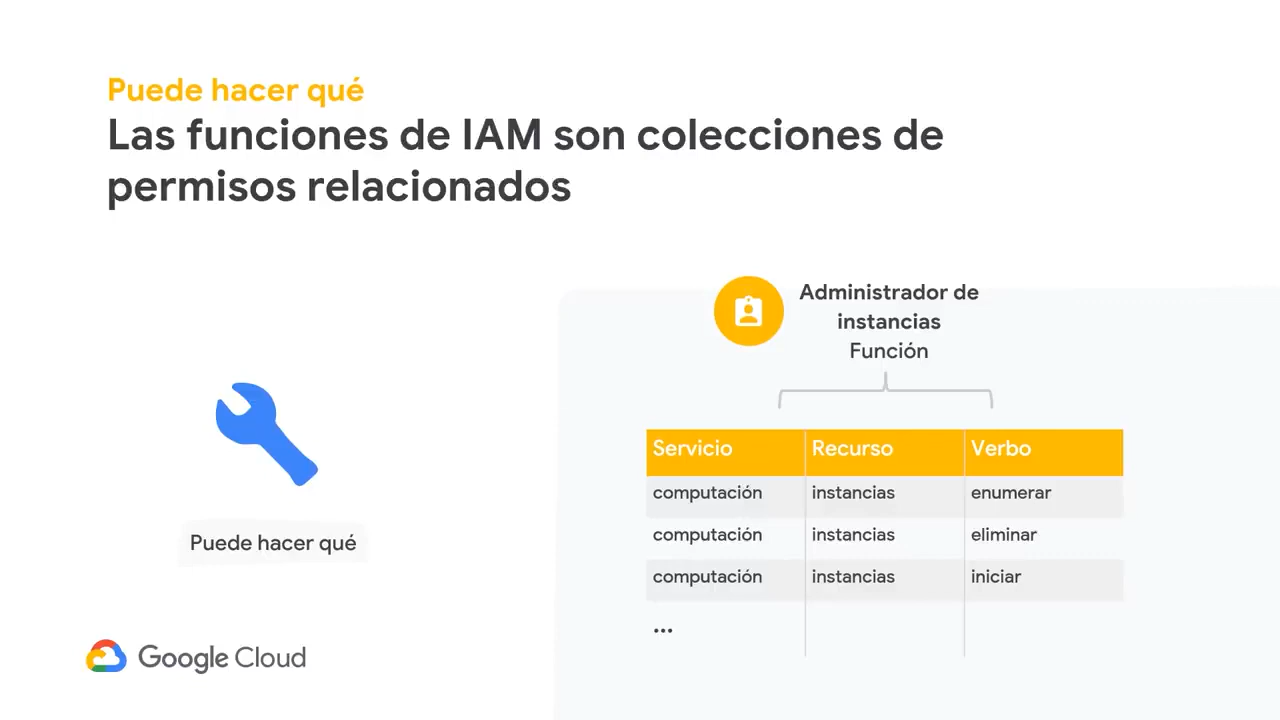 Puede hacer qué
Las funciones de IAM son colecciones de
permisos relacionados
Administrador de
instancias
Función
Servicio Recurso Verbo
computación instancias enumerar
computación instancias eliminar
computación instancias iniciar
...
Puede hacer qué
Google Cloud